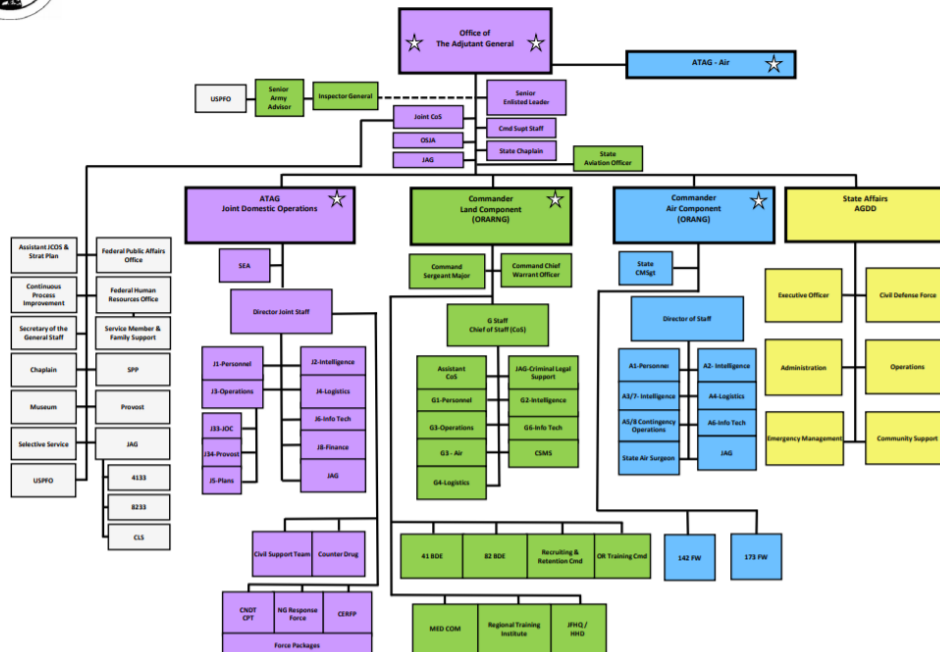 Office of
The Adjutant General
ATAG - Air
USPFO
Senior
Army
Advisor
Inspector General
Senior
Enlisted Leader
Joint CoS
Cmd Supt Staff
OSJA
State Chaplain
JAG
State
Aviation Officer
ATAG
Joint Domestic Operations
Commander
Land Component
(ORARNG)
Commander
Air Component
(ORANG)
State Affairs
AGDD
Assistant JCOS &
Strat Plan
Federal Public Affairs
Office
Continuous
Process
Improvement
Federal Human
Resources Office
Secretary of the
General Staff
Service Member &
Family Support
Chaplain
SPP
Museum
Provost
Selective Service
JAG
USPFO
4133
8233
CLS
SEA
Director Joint Staff
J1-Personnel
J2-Intelligence
J3-Operations
J4-Logistics
J33-JOC
J6-Info Tech
J34-Provost
J8-Finance
J5-Plans
JAG
Civil Support Team
Counter Drug
CNDT
CPT
NG Response
Force
CERFP
Force Packages
Command
Sergeant Major
Command Chief
Warrant Officer
G Staff
Chief of Staff (CoS)
Assistant
CoS
JAG-Criminal Legal
Support
G1-Personnel
G2-Intelligence
G3-Operations
G6-Info Tech
G3 - Air
CSMS
G4-Logistics
41 BDE
82 BDE
Recruiting &
Retention Cmd
OR Training Cmd
MED COM
Regional Training
Institute
JFHQ /
HHD
State
CMSgt
Director of Staff
A1-Personnel
A2- Intelligence
A3/7- Intelligence
A4-Logistics
A5/8 Contingency
Operations
A6-Info Tech
State Air Surgeon
JAG
142 FW
173 FW
Executive Officer
Civil Defense Force
Administration
Operations
Emergency Management
Community Support